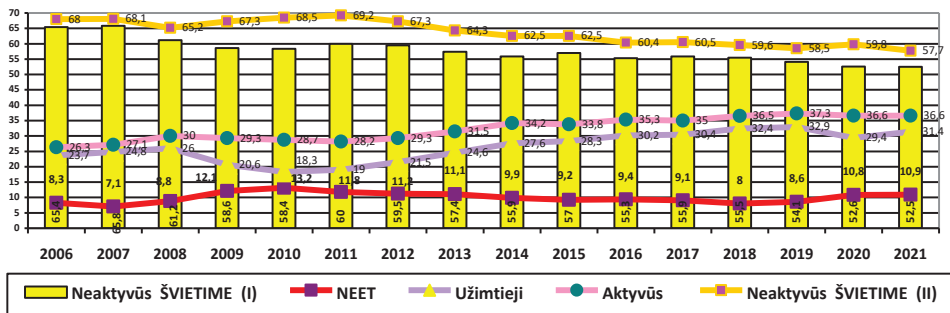 70
65
60
55
50
45
40
35
30
25
20
15
10
5
0
68 68,1 65,2 67,3 68,5 69,2 67,3 64,3 62,5 62,5 60,4 60,5 59,6 58,5 59,8 57,7
26,3 27,1 30 29,3 28,7 28,2 29,3 31,5 34,2 33,8 35,3 35 36,5 37,3 36,6 36,6
23,7 24,8 26 20,6 18,3 19 21,5 24,6 27,6 28,3 30,2 30,4 32,4 32,9 29,4 31,4
8,3 7,1 8,8 12,1 13,2 11,8 11,2 11,1 9,9 9,2 9,4 9,1 8 8,6 10,8 10,9
65,4 65,8 61,2 58,6 58,4 60 59,5 57,4 55,9 57 55,3 55,9 55,5 54,1 52,6 52,5
2006 2007 2008 2009 2010 2011 2012 2013 2014 2015 2016 2017 2018 2019 2020 2021
Neaktyvūs ŠVIETIME (I) NEET Užimtieji Aktyvūs Neaktyvūs ŠVIETIME (II)